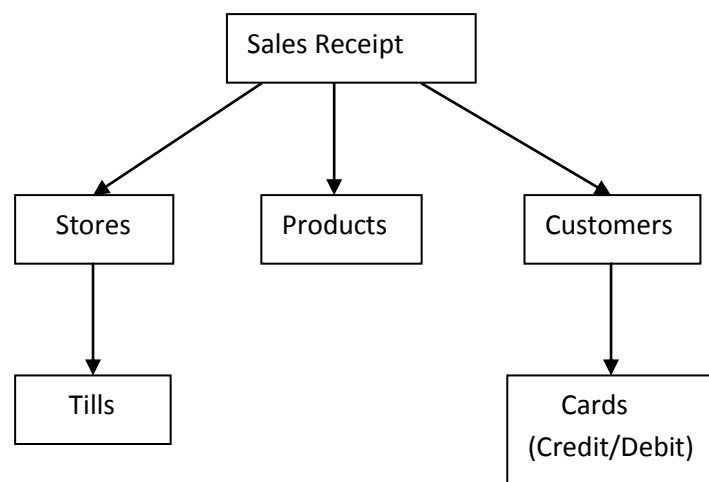 Sales Receipt
Stores
Products
Customers
Tills
Cards
(Credit/Debit)